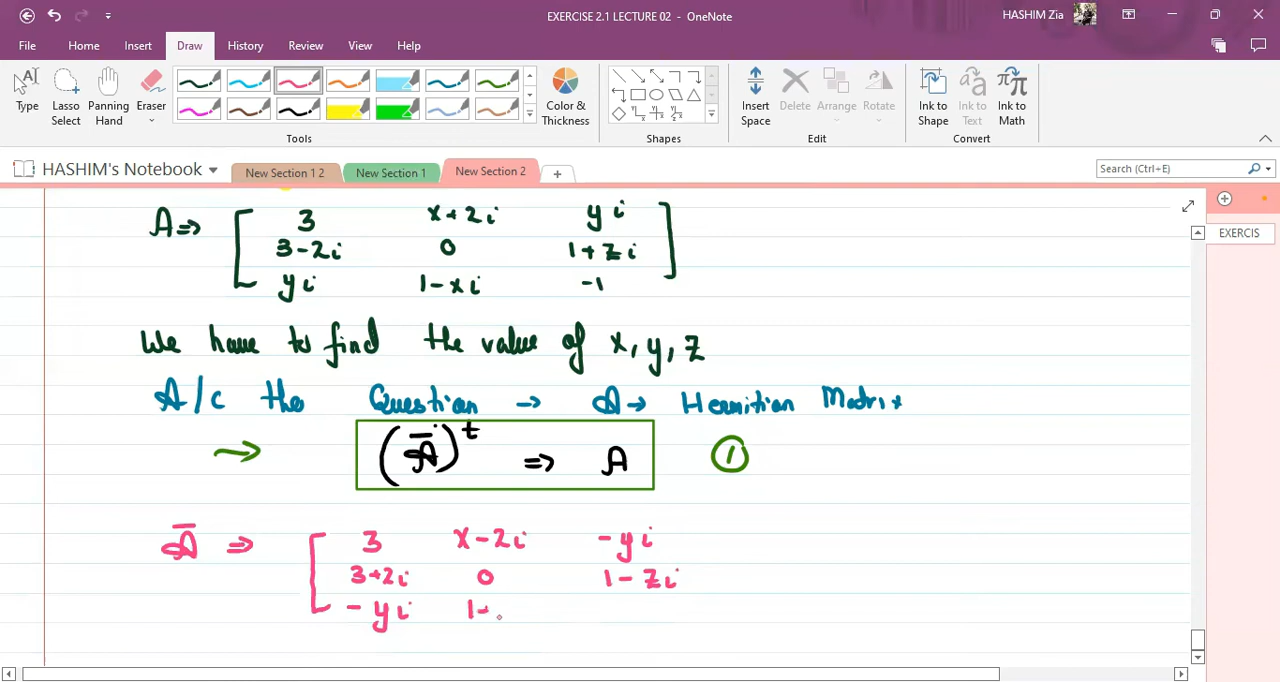 EXERCISE 2.1 LECTURE 02 - OneNote
HASHIM Zia
File Home Insert Draw History Review View Help
Type
Lasso Select
Panning Hand
Eraser
Color & Thickness
Insert Space
Delete
Arrange
Rotate
Ink to Shape
Ink to Text
Ink to Math
Tools
Shapes
Edit
Convert
HASHIM's Notebook
New Section 1 2
New Section 1
New Section 2
Search (Ctrl+E)
EXERCIS
A ⇒ [ 3 x+2i yi ]
3-2i 0 1+zi
yi 1-xi -1
We have to find the value of x, y, z
A/c the Question → A → Hermitian Matrix
→ (A̅)ᵗ ⇒ A ①
A̅ ⇒ [ 3 x-2i -yi
3+2i 0 1-zi
-yi 1+